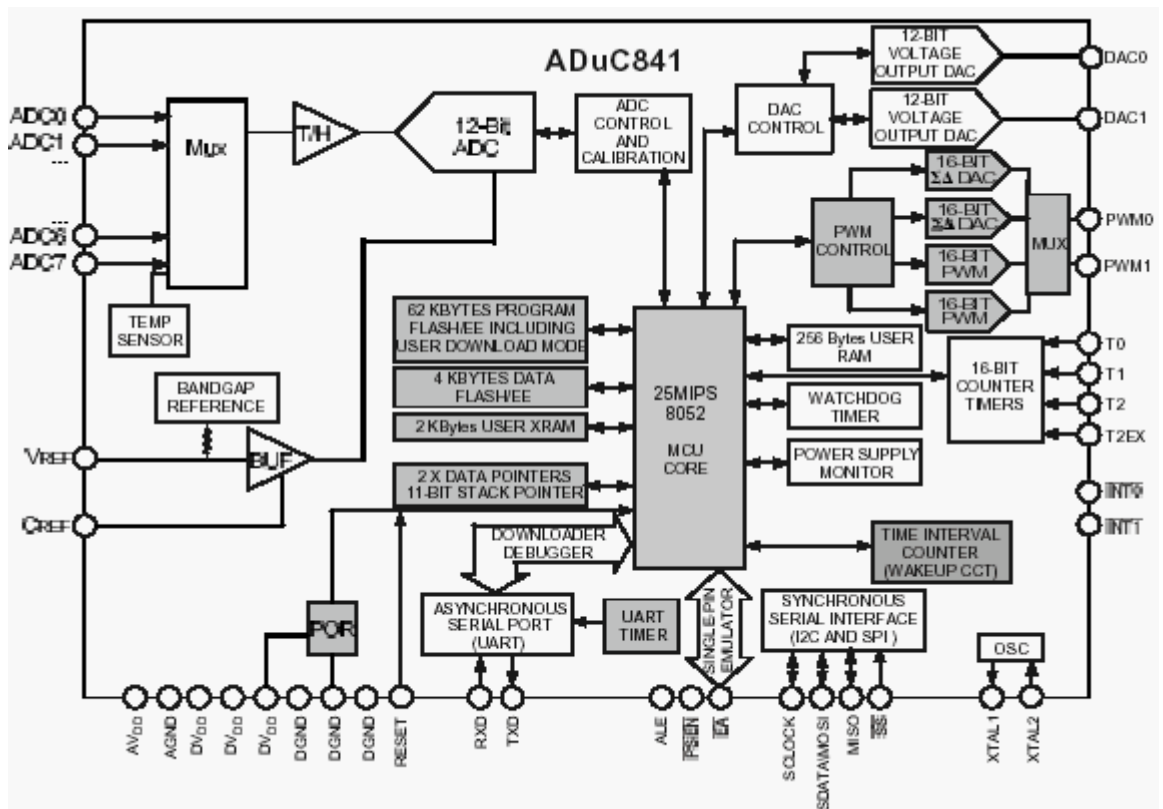 ADuC841
12-BIT
VOLTAGE
OUTPUT DAC
DAC0
12-BIT
VOLTAGE
OUTPUT DAC
DAC1
DAC
CONTROL
ADC0
ADC1
---
---
ADC6
ADC7
Mux
T/H
12-Bit
ADC
ADC
CONTROL
AND
CALIBRATION
16-BIT
ΣΔ DAC
16-BIT
ΣΔ DAC
16-BIT
PWM
16-BIT
PWM
PWM
CONTROL
MUX
PWM0
PWM1
TEMP
SENSOR
62 KBYTES PROGRAM
FLASH/EE INCLUDING
USER DOWNLOAD MODE
4 KBYTES DATA
FLASH/EE
2 KBytes USER XRAM
2 X DATA POINTERS
11-BIT STACK POINTER
25MIPS
8052
MCU
CORE
256 Bytes USER
RAM
WATCHDOG
TIMER
POWER SUPPLY
MONITOR
16-BIT
COUNTER
TIMERS
T0
T1
T2
T2EX
INT0
INT1
BANDGAP
REFERENCE
VREF
BUF
CREF
DOWNLOADER
DEBUGGER
TIME INTERVAL
COUNTER
(WAKEUP CCT)
POR
ASYNCHRONOUS
SERIAL PORT
(UART)
UART
TIMER
SINGLE-PIN
EMULATOR
SYNCHRONOUS
SERIAL INTERFACE
(I2C AND SPI )
OSC
AVDD
AGND
DVDD
DVDD
DVDD
DGND
DGND
DGND
RESET
RXD
TXD
ALE
PSEN
EA
SCLOCK
SDATA/MOSI
MISO
SS
XTAL1
XTAL2